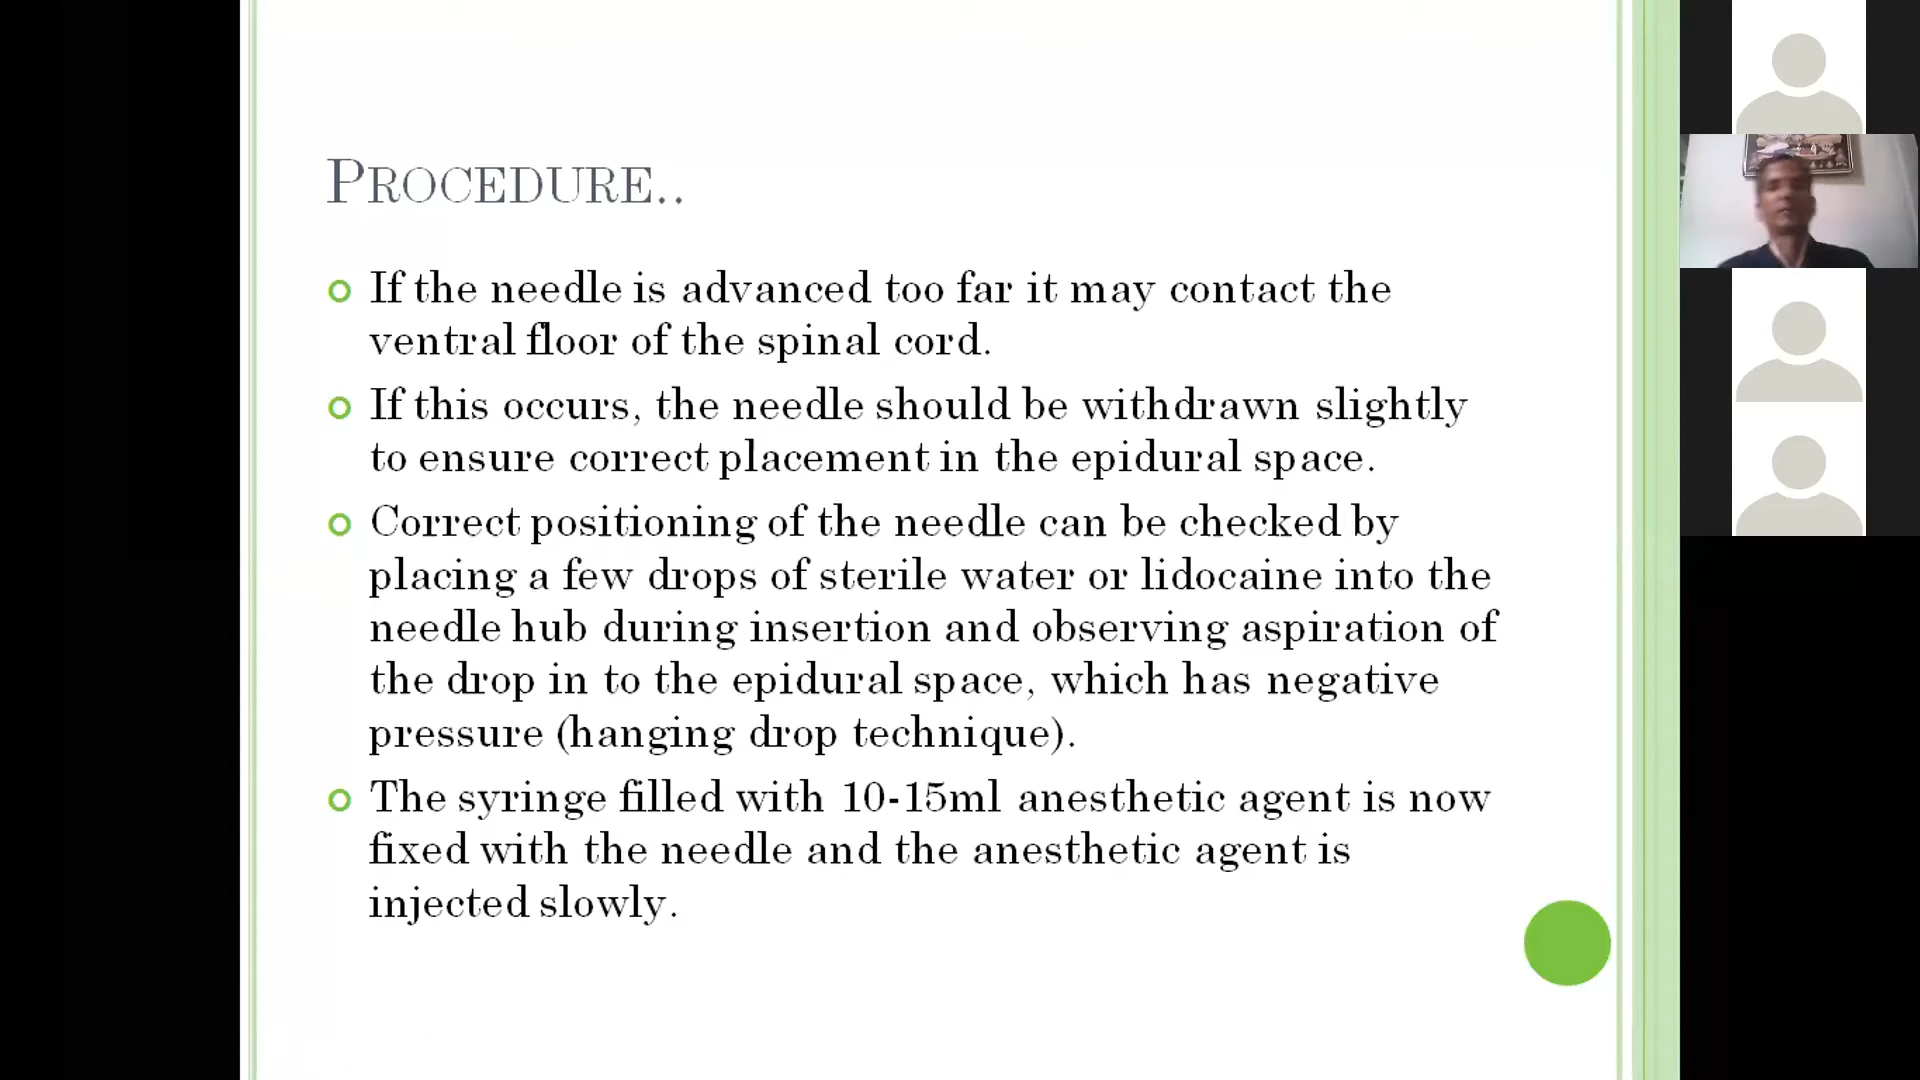 PROCEDURE..
If the needle is advanced too far it may contact the
ventral floor of the spinal cord.
If this occurs, the needle should be withdrawn slightly
to ensure correct placement in the epidural space.
Correct positioning of the needle can be checked by
placing a few drops of sterile water or lidocaine into the
needle hub during insertion and observing aspiration of
the drop in to the epidural space, which has negative
pressure (hanging drop technique).
The syringe filled with 10-15ml anesthetic agent is now
fixed with the needle and the anesthetic agent is
injected slowly.